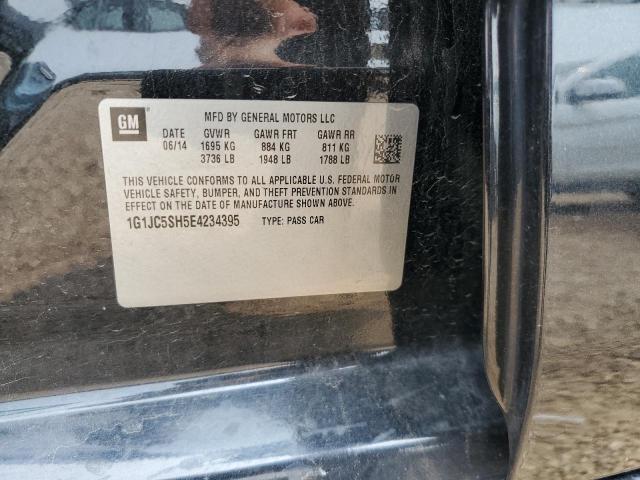 GM
MFD BY GENERAL MOTORS LLC
DATE GVWR GAWR FRT GAWR RR
06/14 1695 KG 884 KG 811 KG
3736 LB 1948 LB 1788 LB
THIS VEHICLE CONFORMS TO ALL APPLICABLE U.S. FEDERAL MOTOR
VEHICLE SAFETY, BUMPER, AND THEFT PREVENTION STANDARDS IN
EFFECT ON THE DATE OF MANUFACTURE SHOWN ABOVE.
1G1JC5SH5E4234395 TYPE: PASS CAR